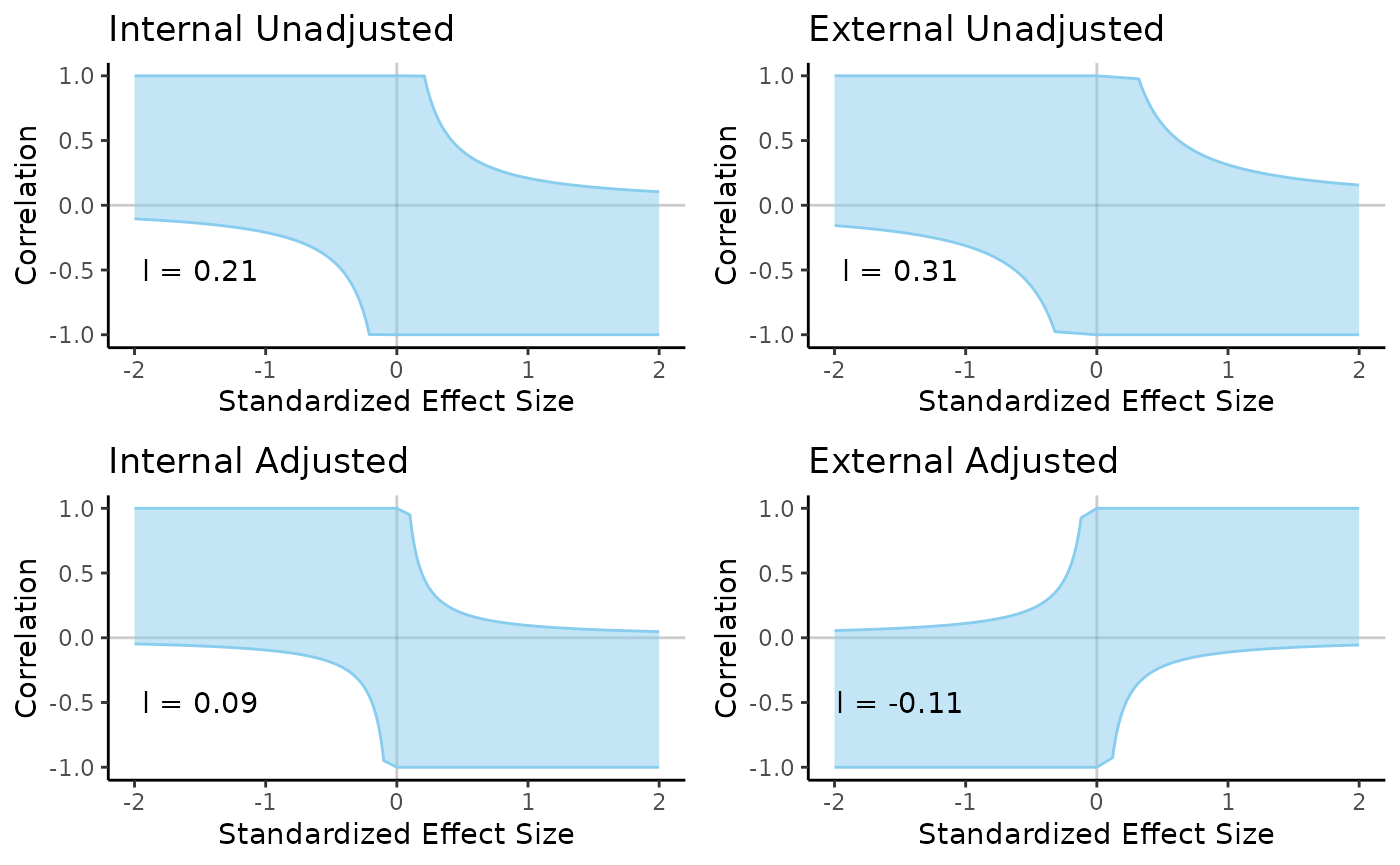 Internal Unadjusted
1.0
0.5
0.0
-0.5
-1.0
Correlation
l = 0.21
-2
-1
0
1
2
Standardized Effect Size
External Unadjusted
1.0
0.5
0.0
-0.5
-1.0
Correlation
l = 0.31
-2
-1
0
1
2
Standardized Effect Size
Internal Adjusted
1.0
0.5
0.0
-0.5
-1.0
Correlation
l = 0.09
-2
-1
0
1
2
Standardized Effect Size
External Adjusted
1.0
0.5
0.0
-0.5
-1.0
Correlation
l = -0.11
-2
-1
0
1
2
Standardized Effect Size